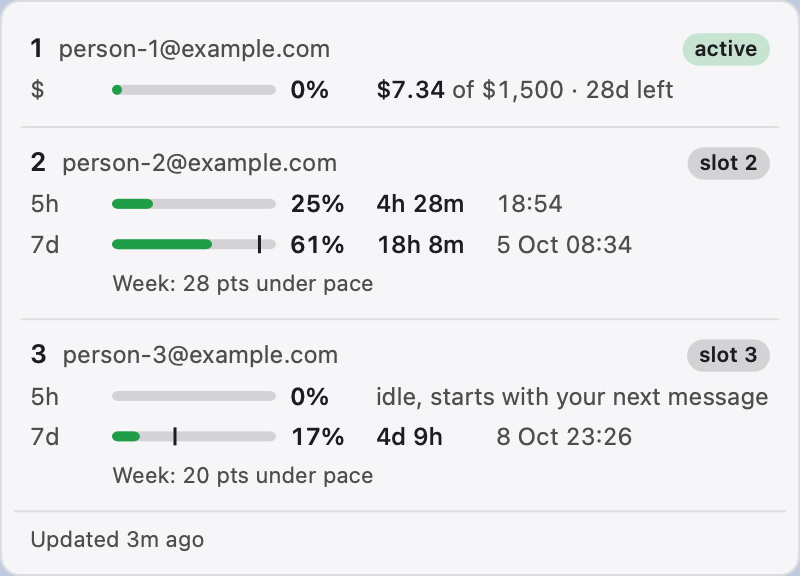 1 person-1@example.com active
$ 0% $7.34 of $1,500 · 28d left
2 person-2@example.com slot 2
5h 25% 4h 28m 18:54
7d 61% 18h 8m 5 Oct 08:34
Week: 28 pts under pace
3 person-3@example.com slot 3
5h 0% idle, starts with your next message
7d 17% 4d 9h 8 Oct 23:26
Week: 20 pts under pace
Updated 3m ago